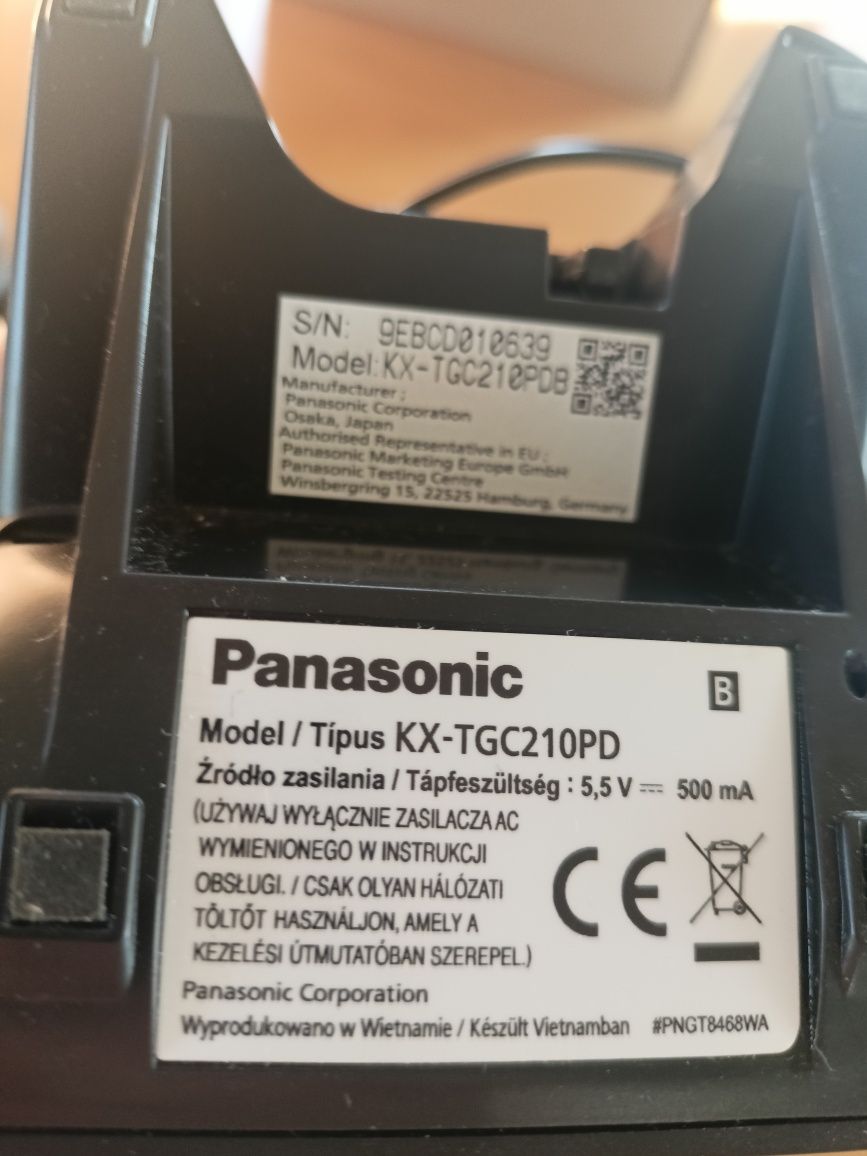 S/N: 9EBCD010639
Model: KX-TGC210PDB
Manufacturer :
Panasonic Corporation
Osaka, Japan
Authorised Representative in EU :
Panasonic Marketing Europe GmbH
Panasonic Testing Centre
Winsbergring 15, 22525 Hamburg, Germany
Panasonic B
Model / Típus KX-TGC210PD
Źródło zasilania / Tápfeszültség : 5,5 V ⎓ 500 mA
(UŻYWAJ WYŁĄCZNIE ZASILACZA AC
WYMIENIONEGO W INSTRUKCJI
OBSŁUGI. / CSAK OLYAN HÁLÓZATI
TÖLTŐT HASZNÁLJON, AMELY A
KEZELÉSI ÚTMUTATÓBAN SZEREPEL.)
CE
Panasonic Corporation
Wyprodukowano w Wietnamie / Készült Vietnamban #PNGT8468WA